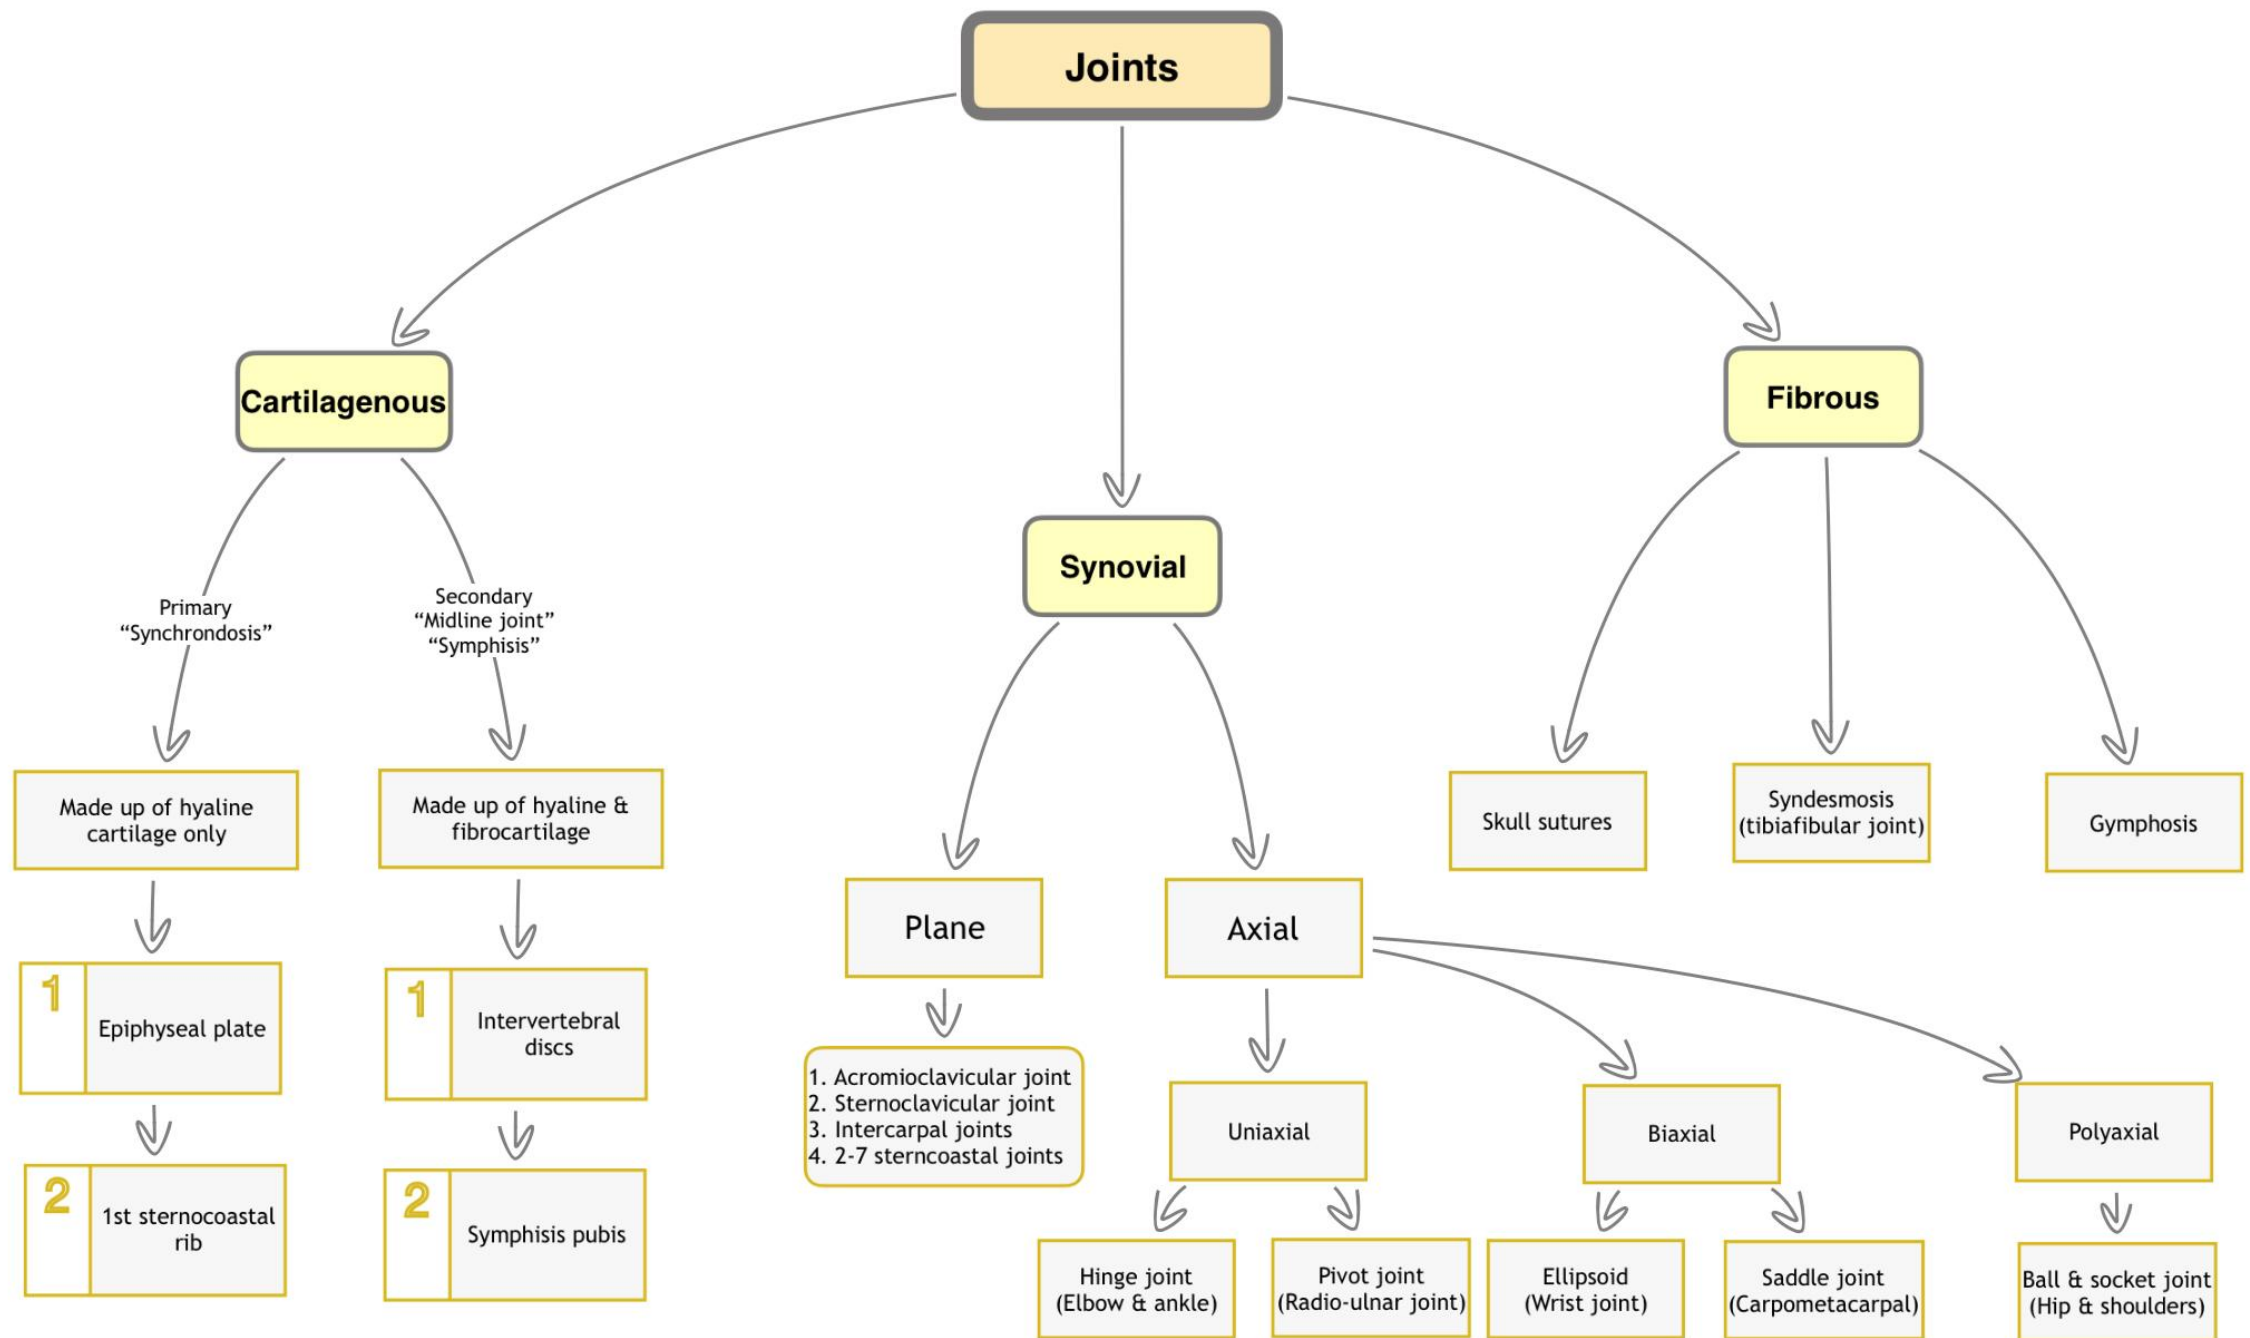 Joints
Cartilagenous
Fibrous
Synovial
Primary
“Synchrondosis”
Secondary
“Midline joint”
“Symphisis”
Made up of hyaline
cartilage only
Made up of hyaline &
fibrocartilage
Skull sutures
Syndesmosis
(tibiafibular joint)
Gymphosis
Plane
Axial
1
Epiphyseal plate
1
Intervertebral
discs
1. Acromioclavicular joint
2. Sternoclavicular joint
3. Intercarpal joints
4. 2-7 sterncoastal joints
Uniaxial
Biaxial
Polyaxial
2
1st sternocoastal
rib
2
Symphisis pubis
Hinge joint
(Elbow & ankle)
Pivot joint
(Radio-ulnar joint)
Ellipsoid
(Wrist joint)
Saddle joint
(Carpometacarpal)
Ball & socket joint
(Hip & shoulders)